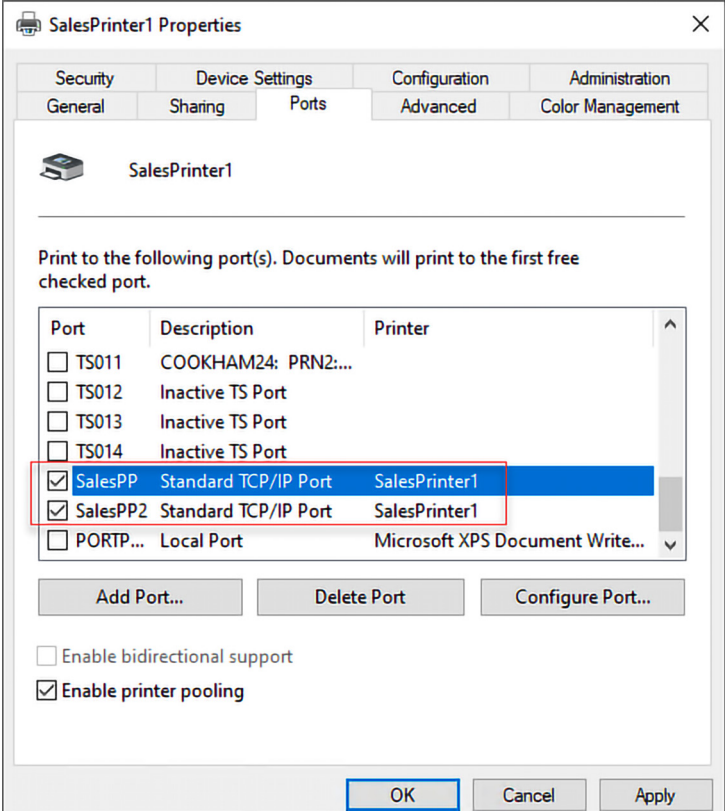 SalesPrinter1 Properties
Security Device Settings Configuration Administration
General Sharing Ports Advanced Color Management
SalesPrinter1
Print to the following port(s). Documents will print to the first free
checked port.
Port Description Printer
TS011 COOKHAM24: PRN2:...
TS012 Inactive TS Port
TS013 Inactive TS Port
TS014 Inactive TS Port
SalesPP Standard TCP/IP Port SalesPrinter1
SalesPP2 Standard TCP/IP Port SalesPrinter1
PORTP... Local Port Microsoft XPS Document Write...
Add Port... Delete Port Configure Port...
Enable bidirectional support
Enable printer pooling
OK Cancel Apply